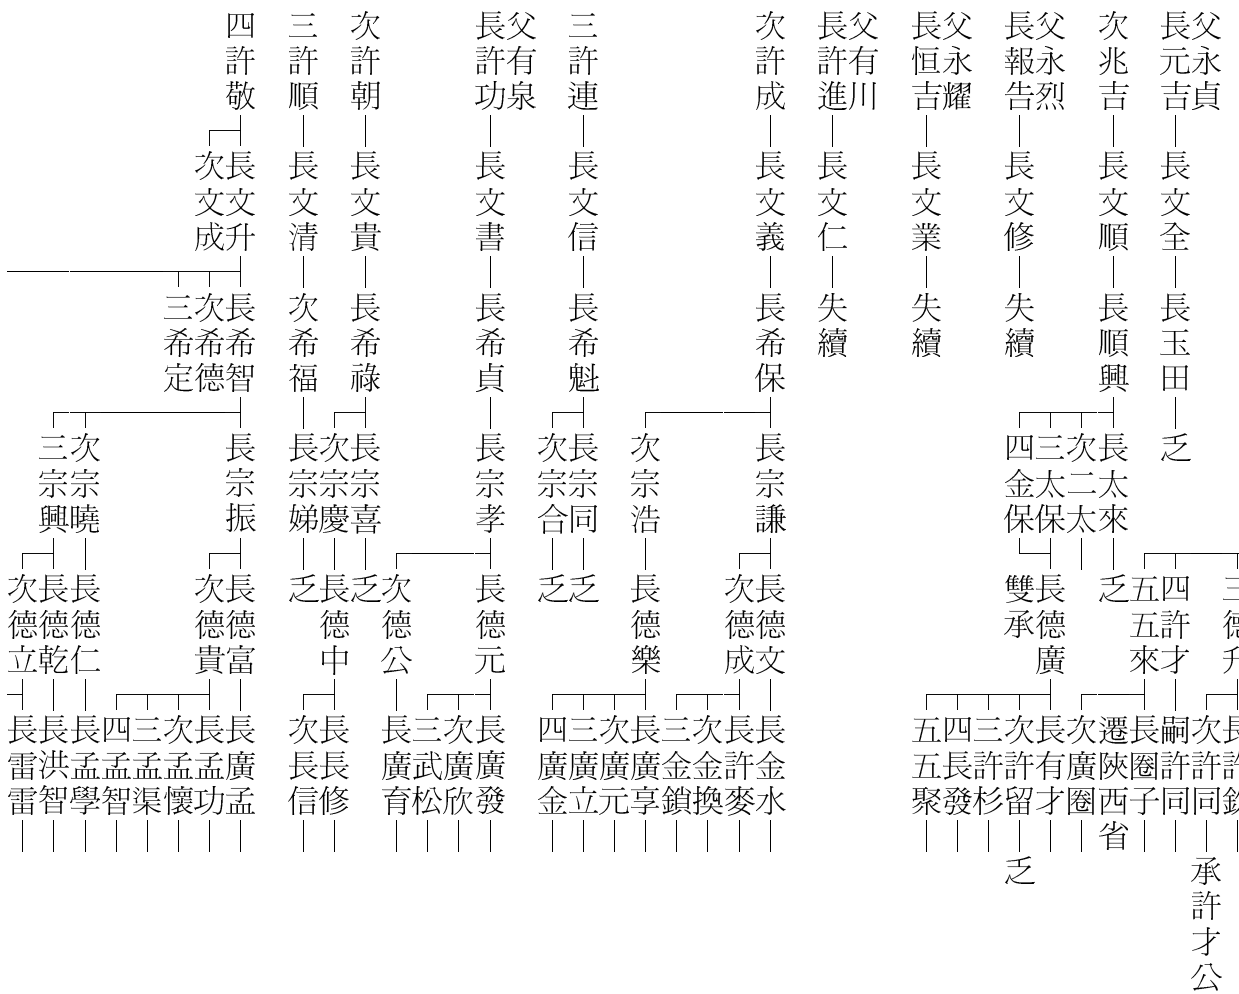 父永貞
長元吉
次兆吉
父永烈
長報告
父永耀
長恒吉
父有川
長許進
次許成
三許連
父有泉
長許功
次許朝
三許順
四許敬
長文全
長文順
長文修
長文業
長文仁
長文義
長文信
長文書
長文貴
長文清
長文升
次文成
長玉田
長順興
失續
失續
失續
長希保
長希魁
長希貞
長希祿
次希福
長希智
次希德
三希定
乏
長太來
次二太
三太保
四金保
長宗謙
次宗浩
長宗同
次宗合
長宗孝
長宗喜
次宗慶
長宗娣
長宗振
次宗曉
三宗興
三德升
四許才
五五來
乏
長德廣
雙承
長德文
次德成
長德樂
乏
乏
長德元
次德公
乏
長德中
乏
長德富
次德貴
長德仁
長德乾
次德立
次許同
嗣許同
長圈子
遷陝西省
次廣圈
長有才
次許留
三許杉
四長發
五五聚
長金水
長許麥
次金換
三金鎖
長廣享
次廣元
三廣立
四廣金
長廣發
次廣欣
三武松
長廣育
長長修
次長信
長廣孟
長孟功
次孟懷
三孟渠
四孟智
長孟學
長洪智
長雷雷
承許才公
乏